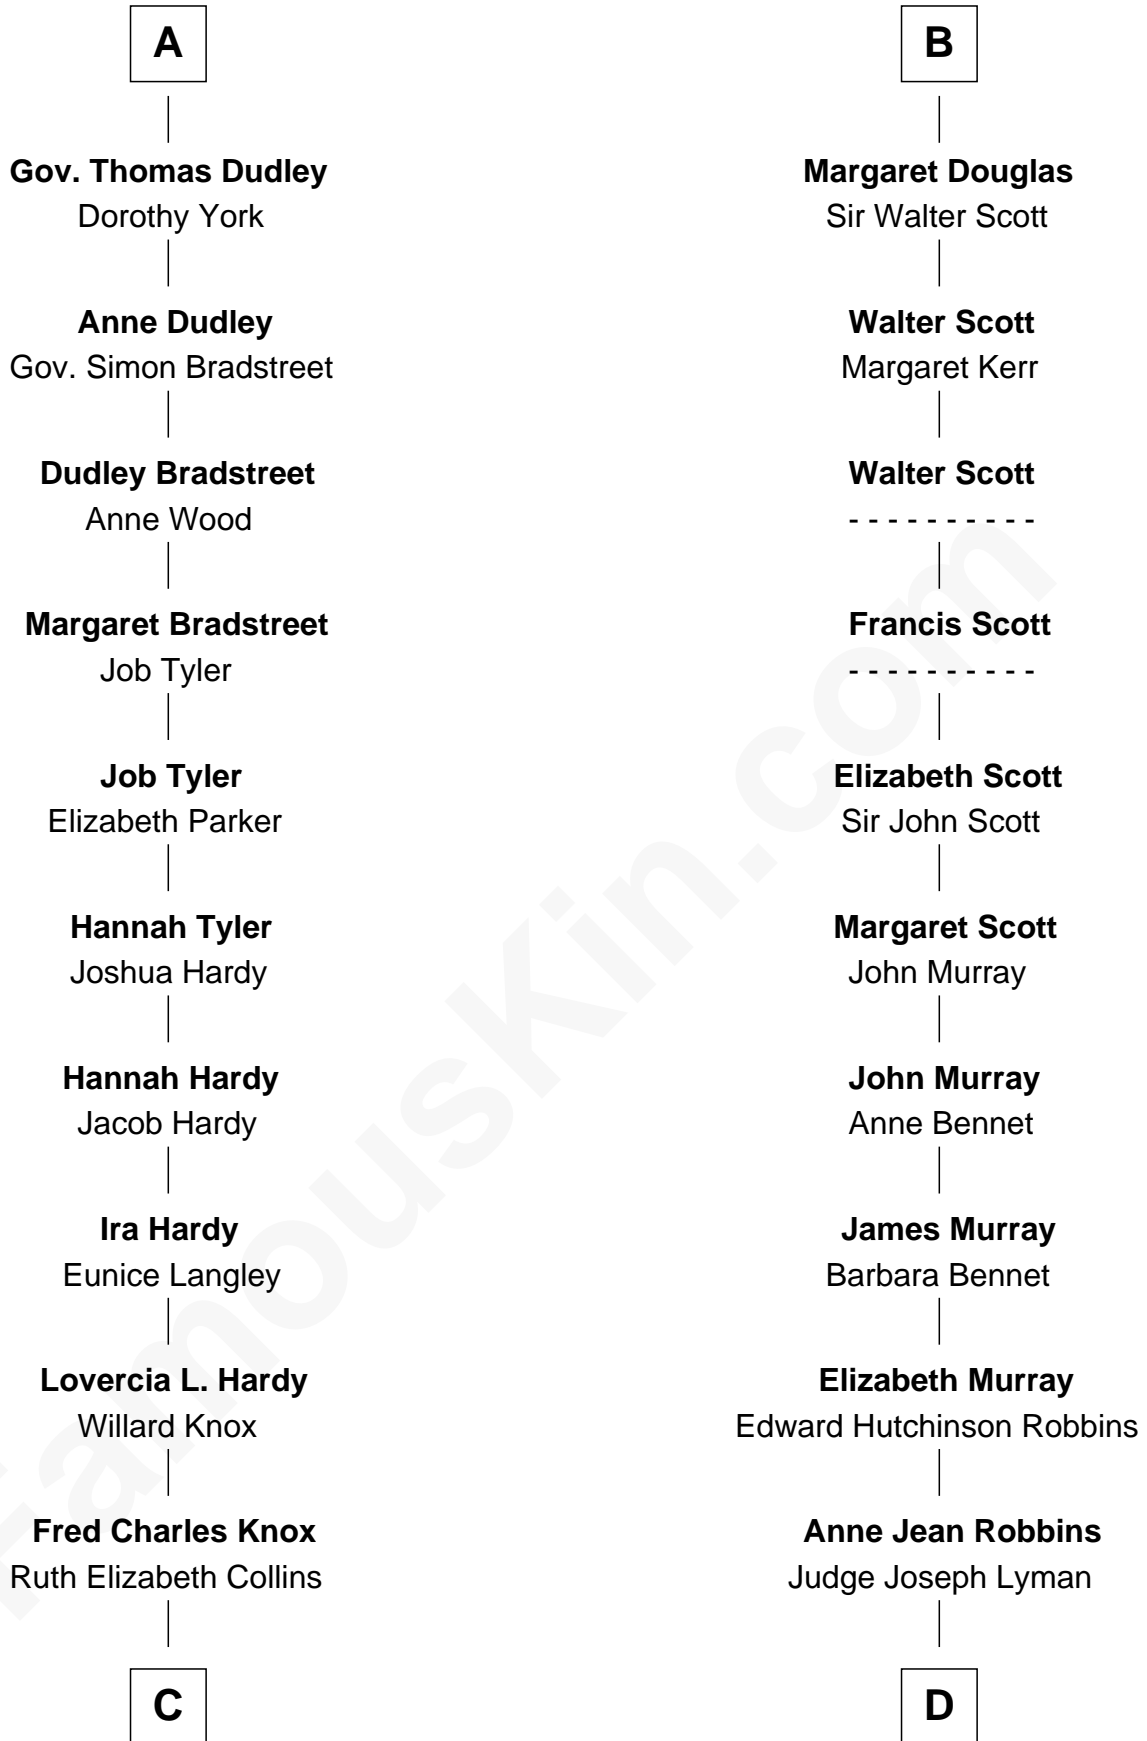 A
Gov. Thomas Dudley
Dorothy York
Anne Dudley
Gov. Simon Bradstreet
Dudley Bradstreet
Anne Wood
Margaret Bradstreet
Job Tyler
Job Tyler
Elizabeth Parker
Hannah Tyler
Joshua Hardy
Hannah Hardy
Jacob Hardy
Ira Hardy
Eunice Langley
Lovercia L. Hardy
Willard Knox
Fred Charles Knox
Ruth Elizabeth Collins
C
B
Margaret Douglas
Sir Walter Scott
Walter Scott
Margaret Kerr
Walter Scott
- - - - - - - - - -
Francis Scott
- - - - - - - - - -
Elizabeth Scott
Sir John Scott
Margaret Scott
John Murray
John Murray
Anne Bennet
James Murray
Barbara Bennet
Elizabeth Murray
Edward Hutchinson Robbins
Anne Jean Robbins
Judge Joseph Lyman
D
FamousKin.com